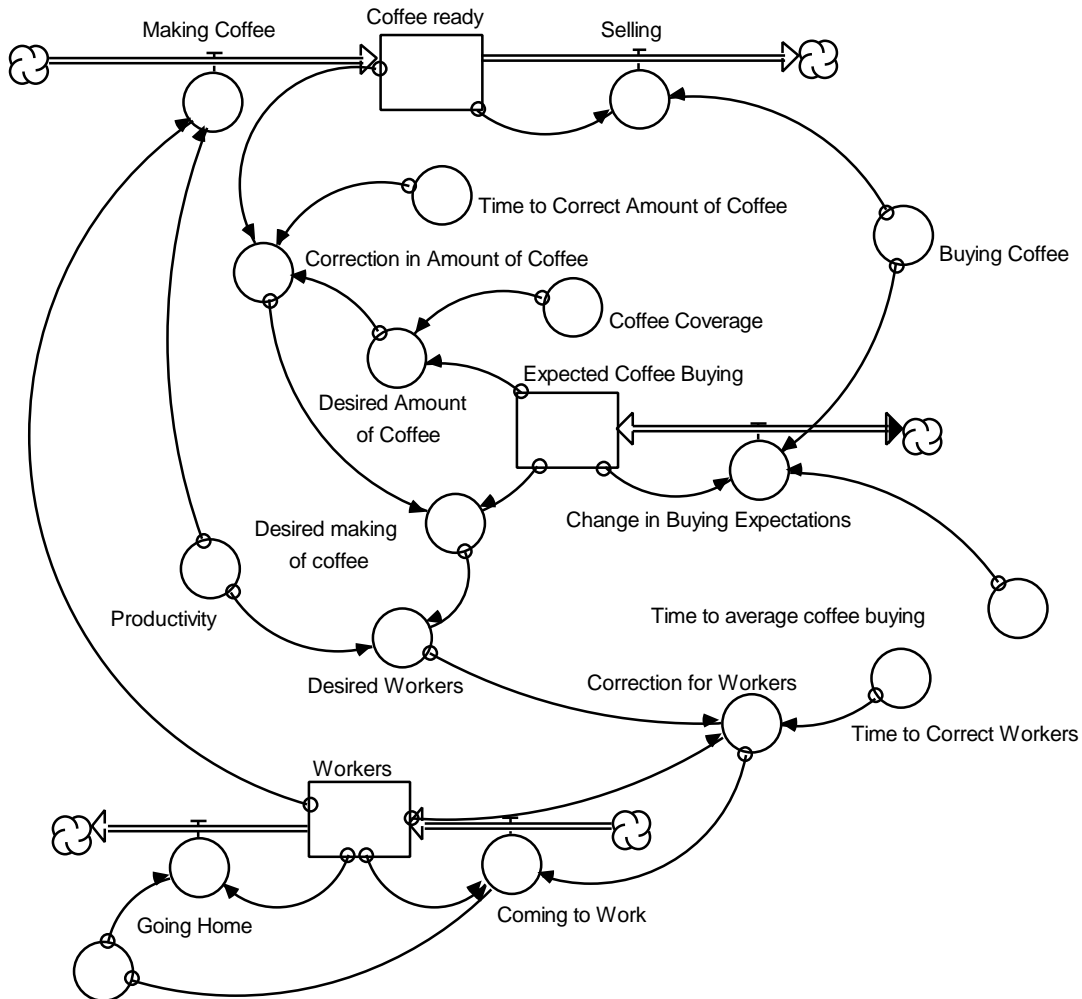 Coffee ready
Making Coffee
Selling
Time to Correct Amount of Coffee
Correction in Amount of Coffee
Buying Coffee
Coffee Coverage
Expected Coffee Buying
Desired Amount
of Coffee
Change in Buying Expectations
Desired making
of coffee
Productivity
Time to average coffee buying
Desired Workers
Correction for Workers
Time to Correct Workers
Workers
Going Home
Coming to Work